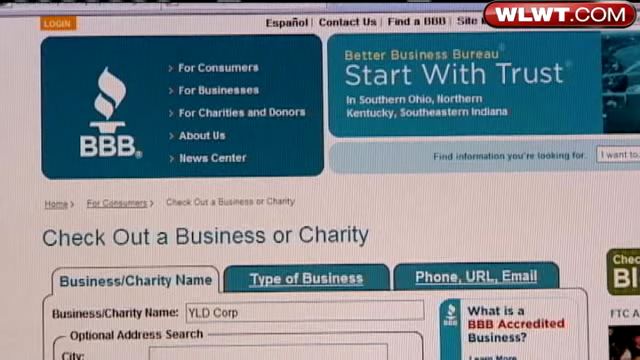 WLWT.COM
LOGIN
Español | Contact Us | Find a BBB | Site
Better Business Bureau®
Start With Trust®
In Southern Ohio, Northern
Kentucky, Southeastern Indiana
> For Consumers
> For Businesses
> For Charities and Donors
> About Us
> News Center
BBB®
Find information you're looking for.
I want to..
Home > For Consumers > Check Out a Business or Charity
Check Out a Business or Charity
Business/Charity Name
Type of Business
Phone, URL, Email
Business/Charity Name: YLD Corp
Optional Address Search
City:
BBB
What is a
BBB Accredited
Business?
Learn More
Chec
BI
FTC A